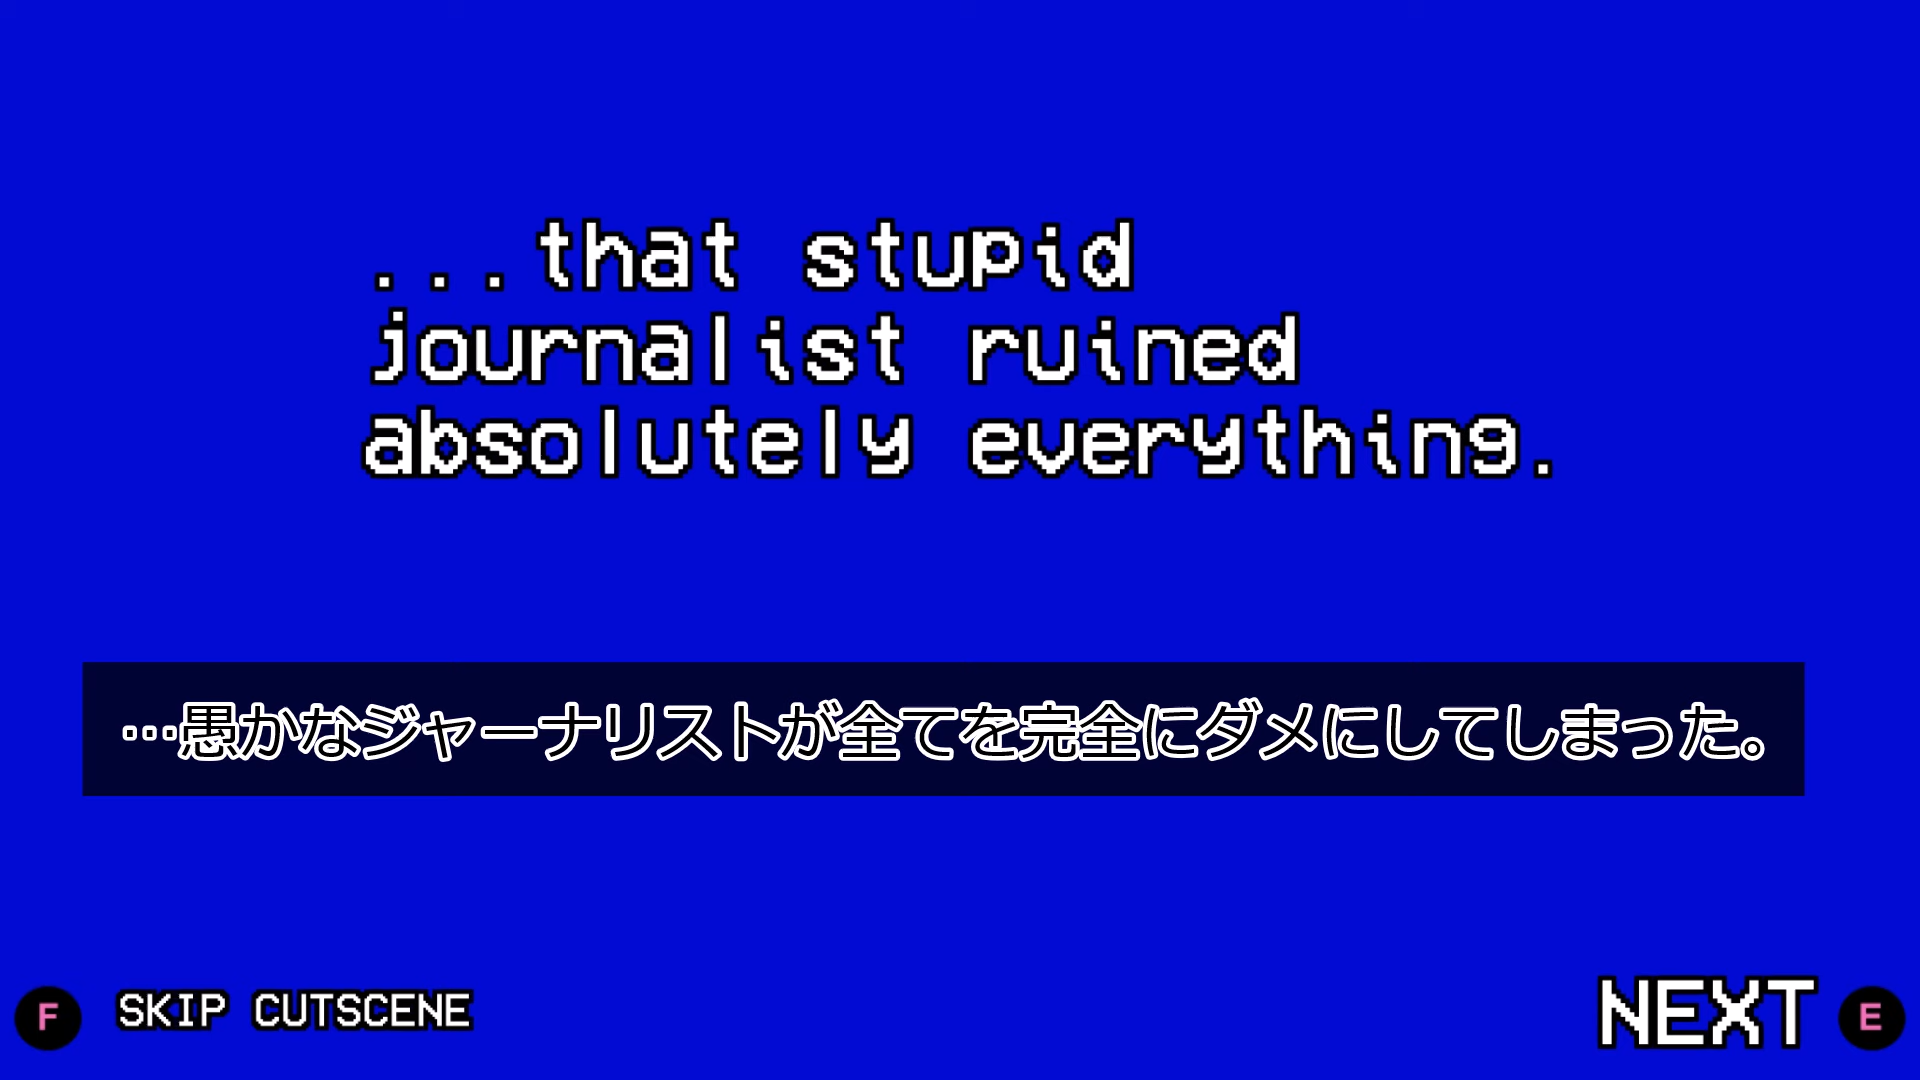 ...that stupid
journalist ruined
absolutely everything.
…愚かなジャーナリストが全てを完全にダメにしてしまった。
F SKIP CUTSCENE
NEXT E